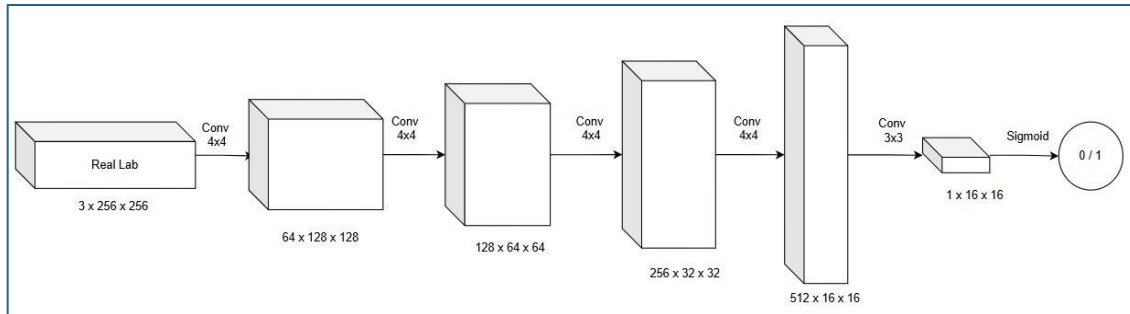 Real Lab
3 x 256 x 256
Conv
4x4
64 x 128 x 128
Conv
4x4
128 x 64 x 64
Conv
4x4
256 x 32 x 32
Conv
4x4
512 x 16 x 16
Conv
3x3
1 x 16 x 16
Sigmoid
0 / 1